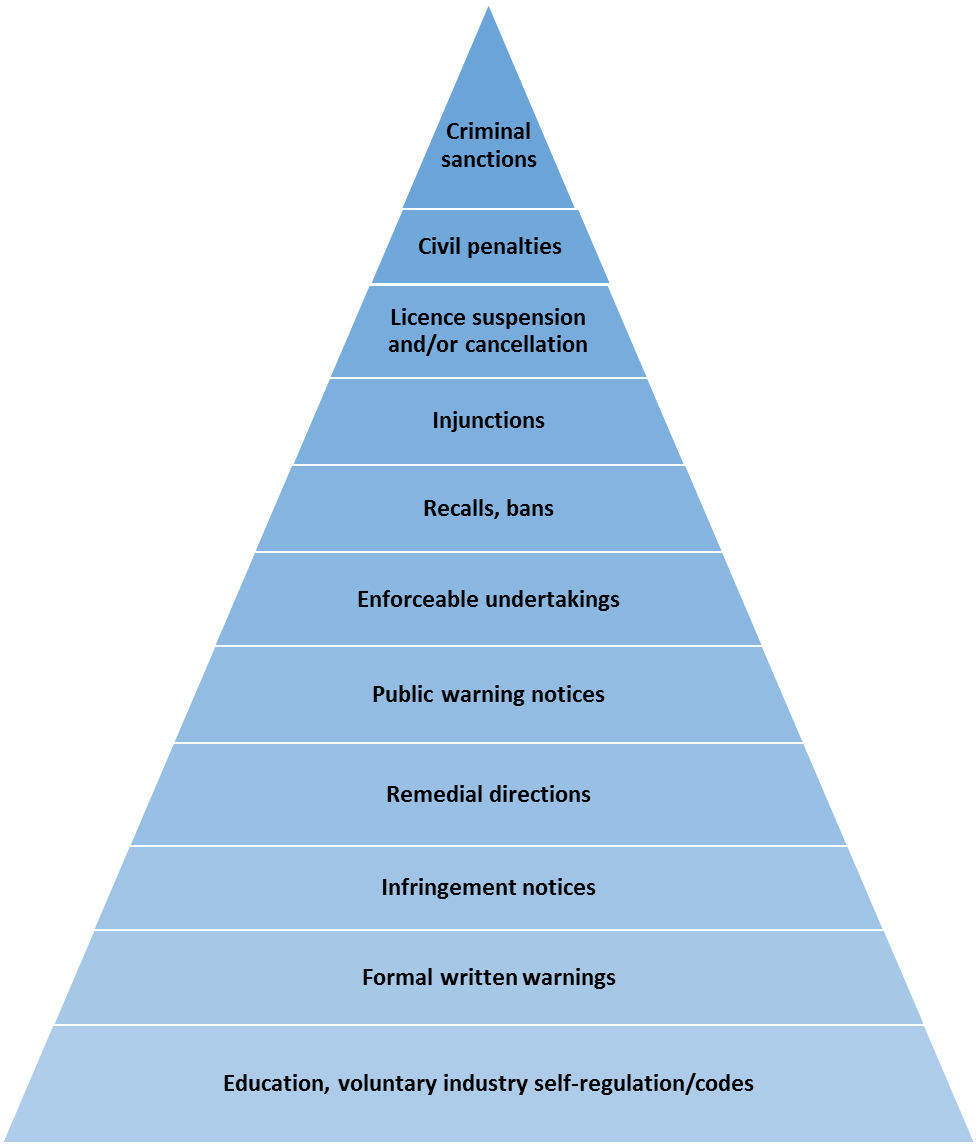 Criminal
sanctions
Civil penalties
Licence suspension
and/or cancellation
Injunctions
Recalls, bans
Enforceable undertakings
Public warning notices
Remedial directions
Infringement notices
Formal written warnings
Education, voluntary industry self-regulation/codes